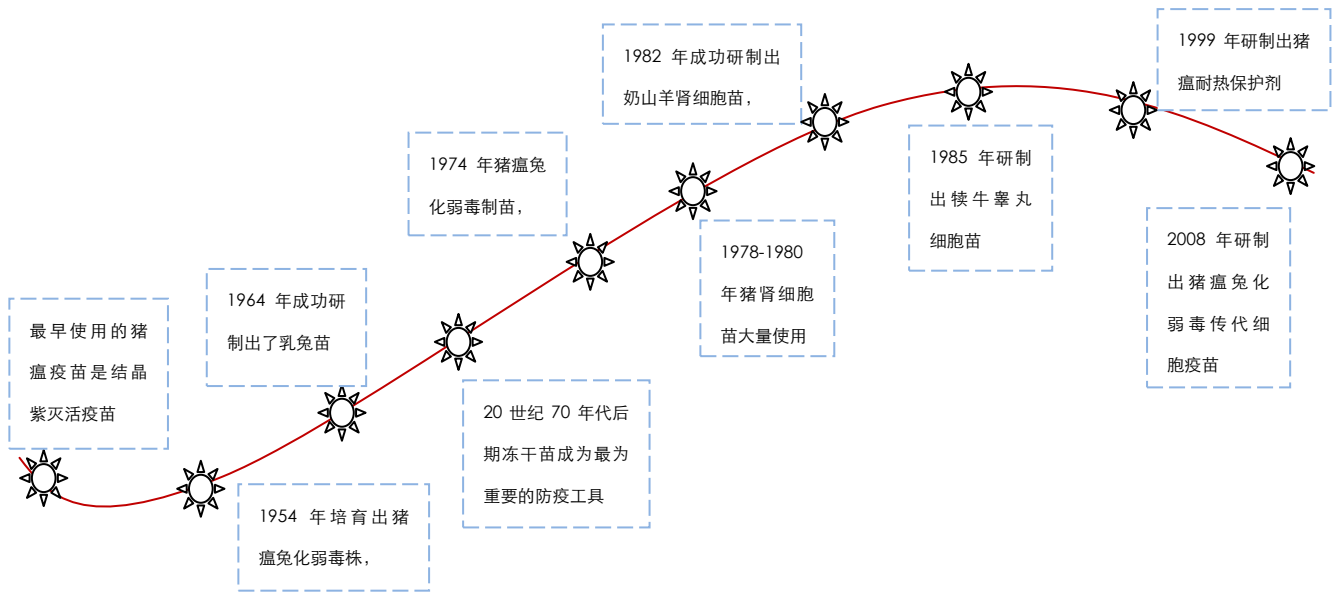 最早使用的猪
瘟疫苗是结晶
紫灭活疫苗
1954 年培育出猪
瘟兔化弱毒株，
1964 年成功研
制出了乳兔苗
20 世纪 70 年代后
期冻干苗成为最为
重要的防疫工具
1974 年猪瘟兔
化弱毒制苗，
1978-1980
年猪肾细胞
苗大量使用
1982 年成功研制出
奶山羊肾细胞苗，
1985 年研制
出犊牛睾丸
细胞苗
1999 年研制出猪
瘟耐热保护剂
2008 年研制
出猪瘟兔化
弱毒传代细
胞疫苗